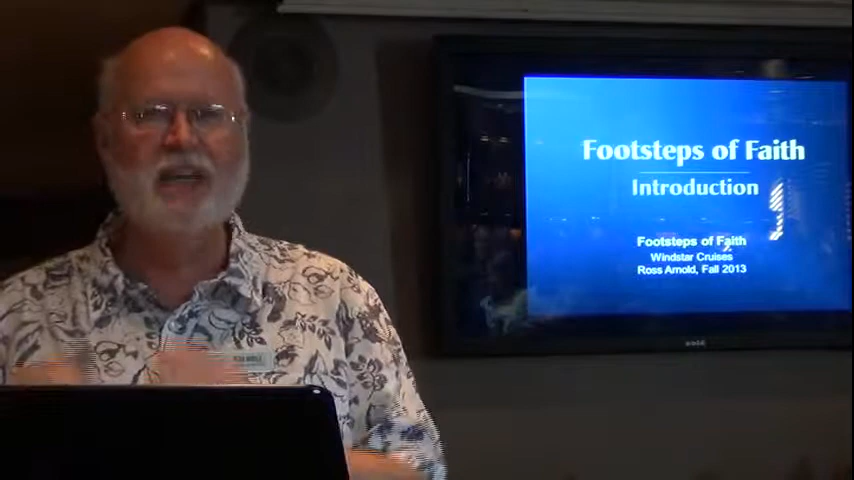 Footsteps of Faith
Introduction
Footsteps of Faith
Windstar Cruises
Ross Arnold, Fall 2013